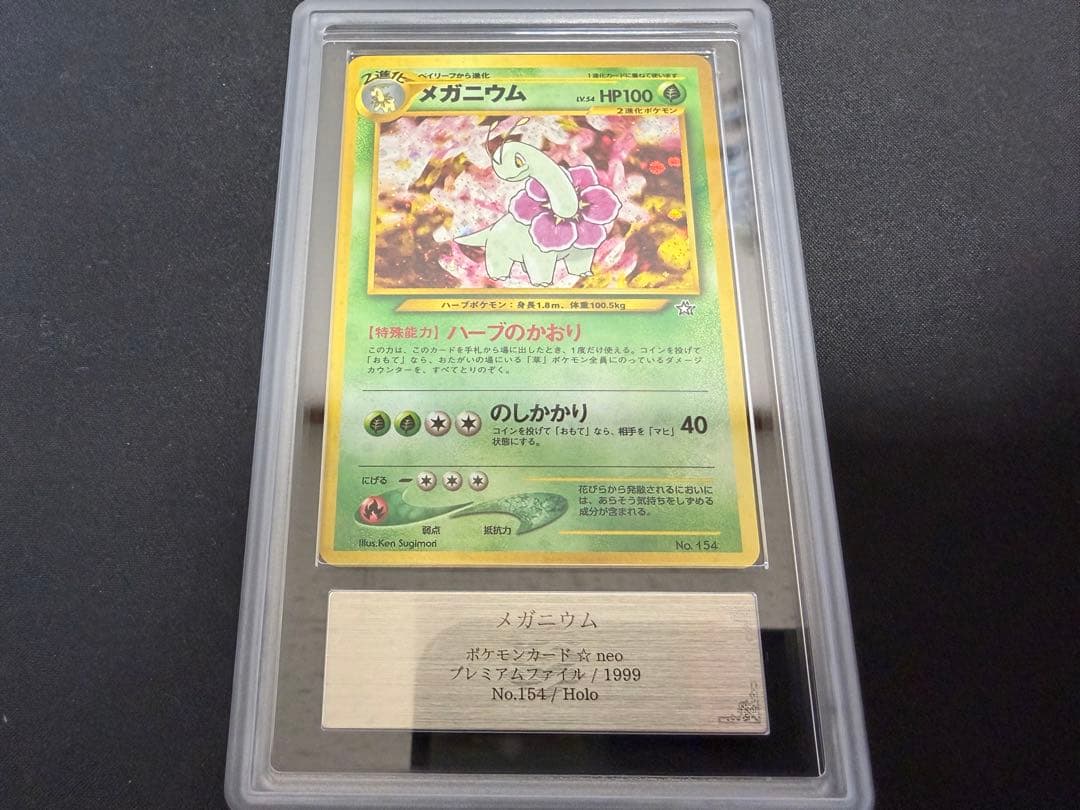 2進化 ベイリーフから進化 1進化カードに重ねて使います
メガニウム LV.54 HP100
2進化ポケモン
ハーブポケモン：身長1.8m、体重100.5kg
【特殊能力】ハーブのかおり
この力は、このカードを手札から場に出したとき、1度だけ使える。コインを投げて
「おもて」なら、おたがいの場にいる「草」ポケモン全員にのっているダメージ
カウンターを、すべてとりのぞく。
のしかかり 40
コインを投げて「おもて」なら、相手を「マヒ」
状態にする。
にげる
花びらから発散されるにおいに
は、あらそう気持ちをしずめる
成分が含まれる。
弱点 抵抗力
Illus.Ken Sugimori No. 154
メガニウム
ポケモンカード ☆ neo
プレミアムファイル / 1999
No.154 / Holo